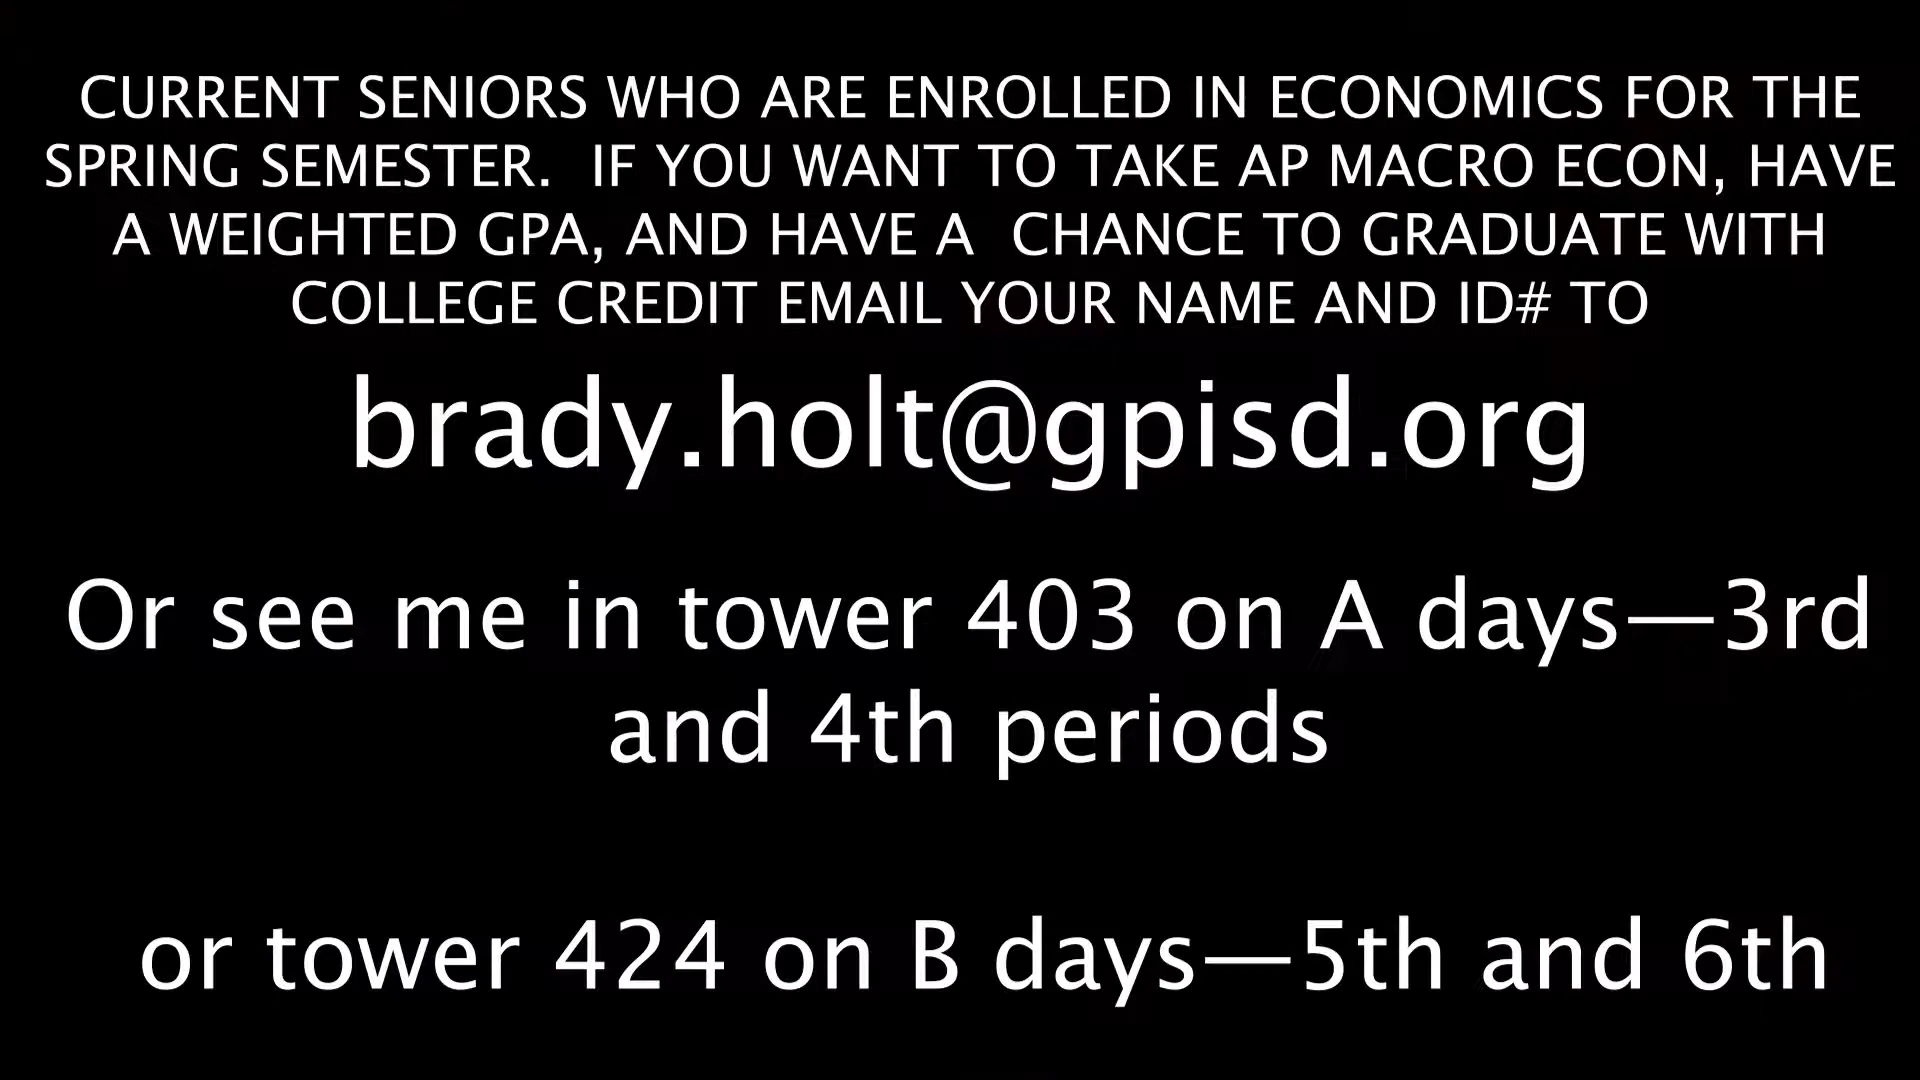 CURRENT SENIORS WHO ARE ENROLLED IN ECONOMICS FOR THE
SPRING SEMESTER.  IF YOU WANT TO TAKE AP MACRO ECON, HAVE
A WEIGHTED GPA, AND HAVE A  CHANCE TO GRADUATE WITH
COLLEGE CREDIT EMAIL YOUR NAME AND ID# TO
brady.holt@gpisd.org
Or see me in tower 403 on A days—3rd
and 4th periods
or tower 424 on B days—5th and 6th